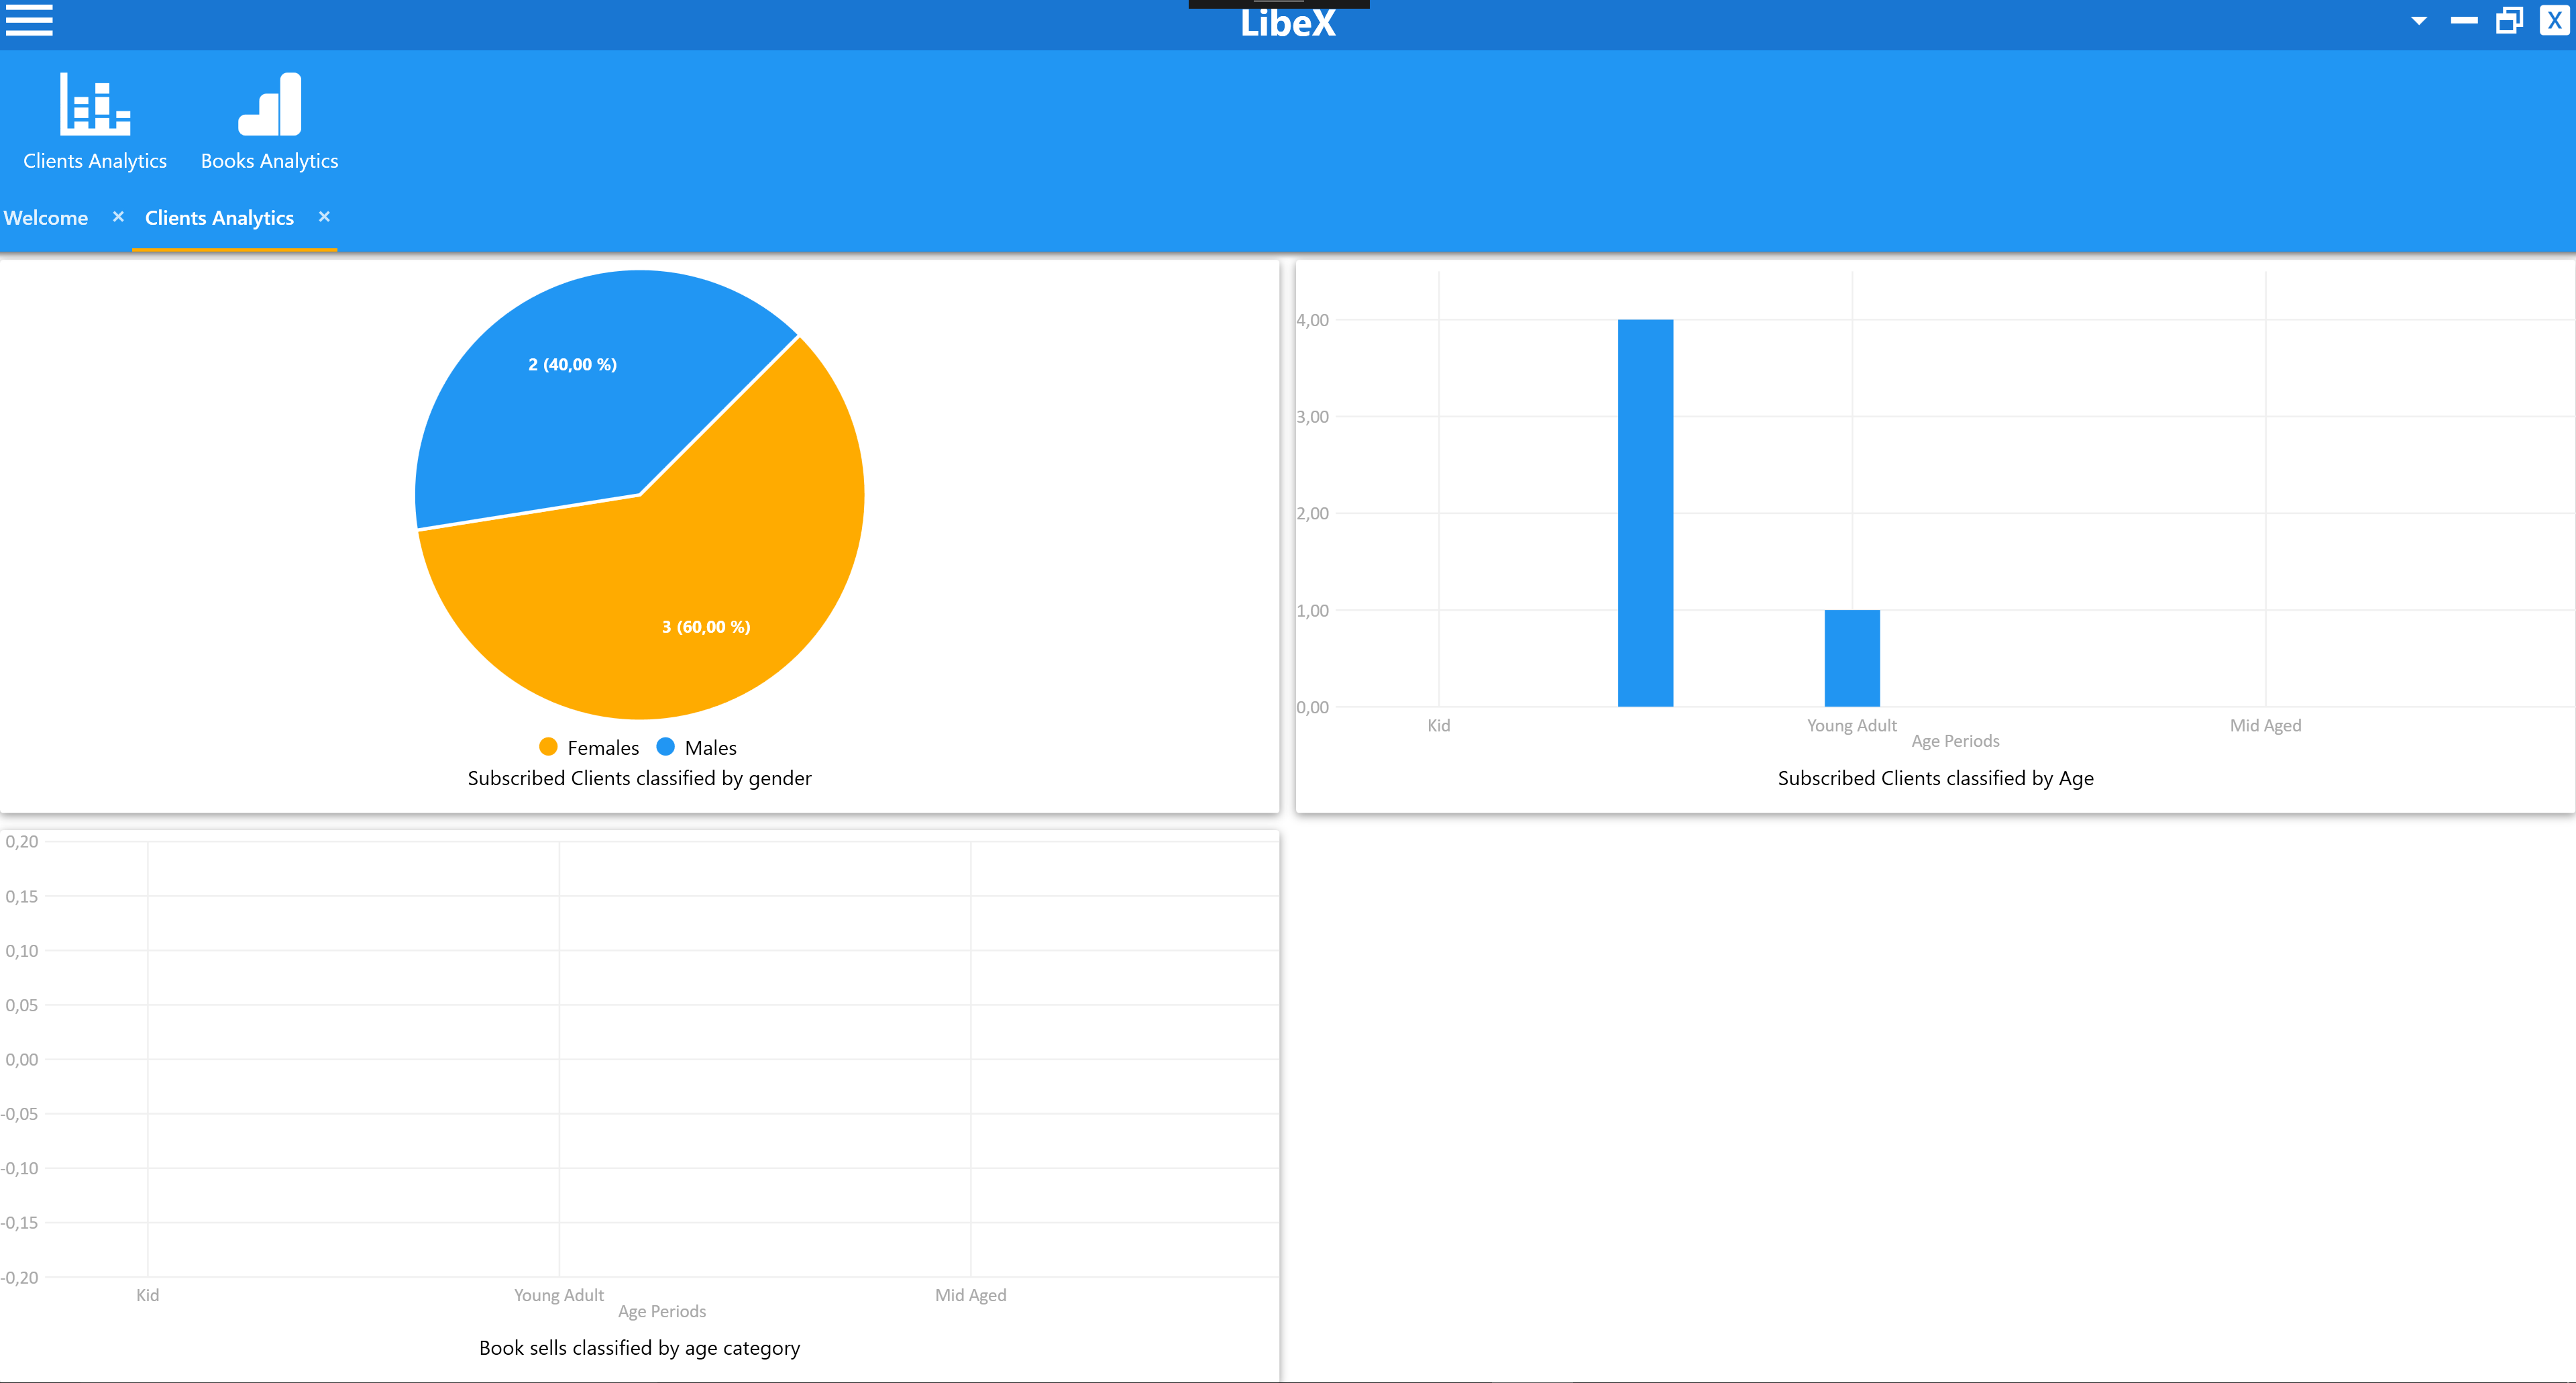 LibeX
X
Clients Analytics
Books Analytics
Welcome ×
Clients Analytics ×
2 (40,00 %)
3 (60,00 %)
Females
Males
Subscribed Clients classified by gender
4,00
3,00
2,00
1,00
0,00
Kid
Young Adult
Mid Aged
Age Periods
Subscribed Clients classified by Age
0,20
0,15
0,10
0,05
0,00
-0,05
-0,10
-0,15
-0,20
Kid
Young Adult
Mid Aged
Age Periods
Book sells classified by age category